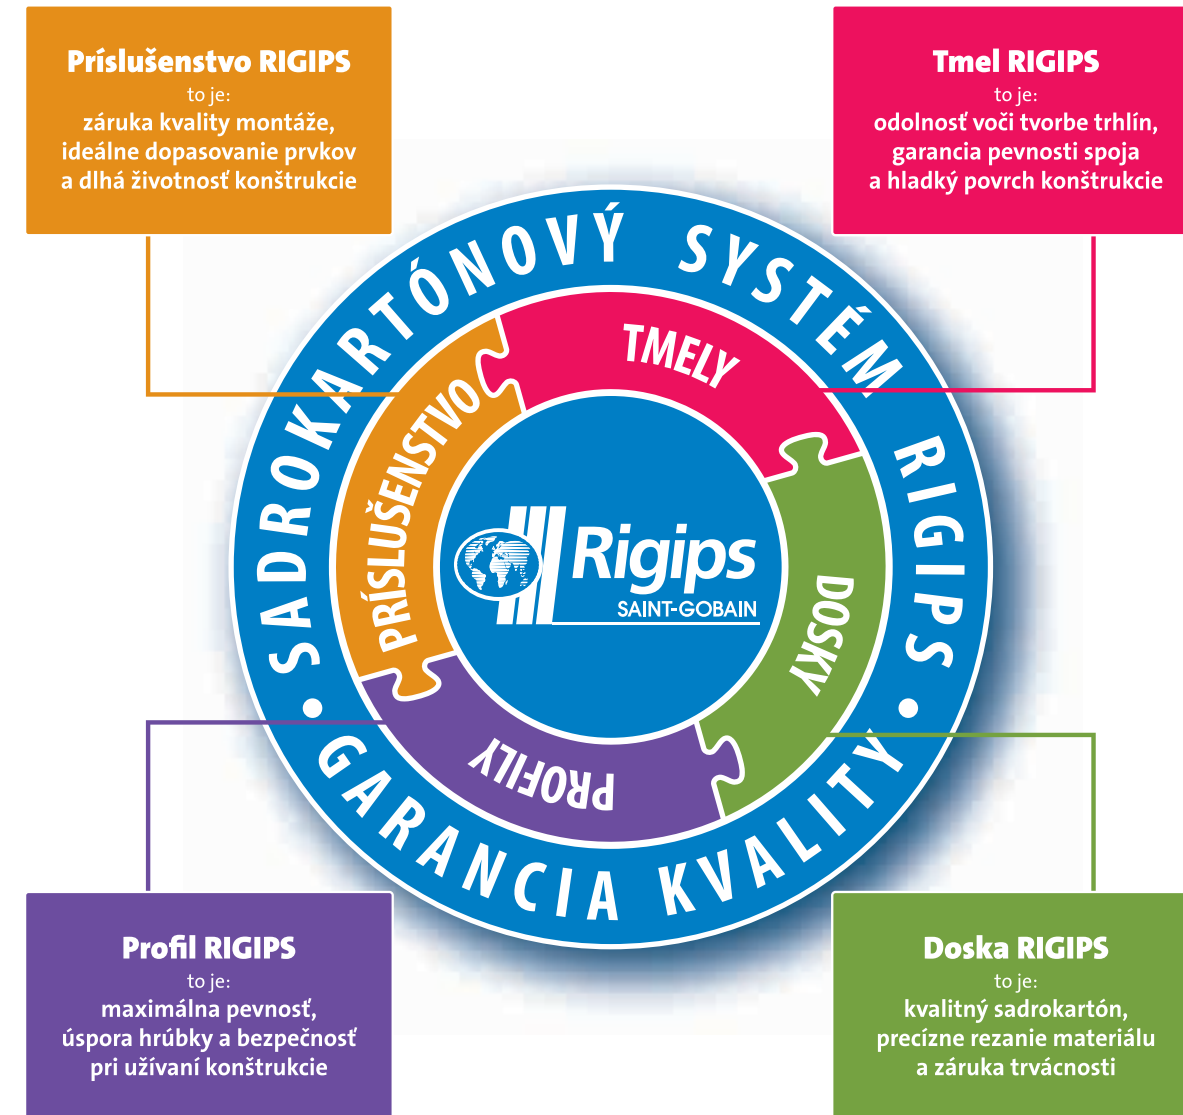 Príslušenstvo RIGIPS
to je:
záruka kvality montáže,
ideálne dopasovanie prvkov
a dlhá životnosť konštrukcie
Tmel RIGIPS
to je:
odolnosť voči tvorbe trhlín,
garancia pevnosti spoja
a hladký povrch konštrukcie
SADROKARTÓNOVÝ SYSTÉM RIGIPS
• GARANCIA KVALITY •
PRÍSLUŠENSTVO
TMELY
DOSKY
PROFILY
Rigips
SAINT-GOBAIN
Profil RIGIPS
to je:
maximálna pevnosť,
úspora hrúbky a bezpečnosť
pri užívaní konštrukcie
Doska RIGIPS
to je:
kvalitný sadrokartón,
precízne rezanie materiálu
a záruka trvácnosti